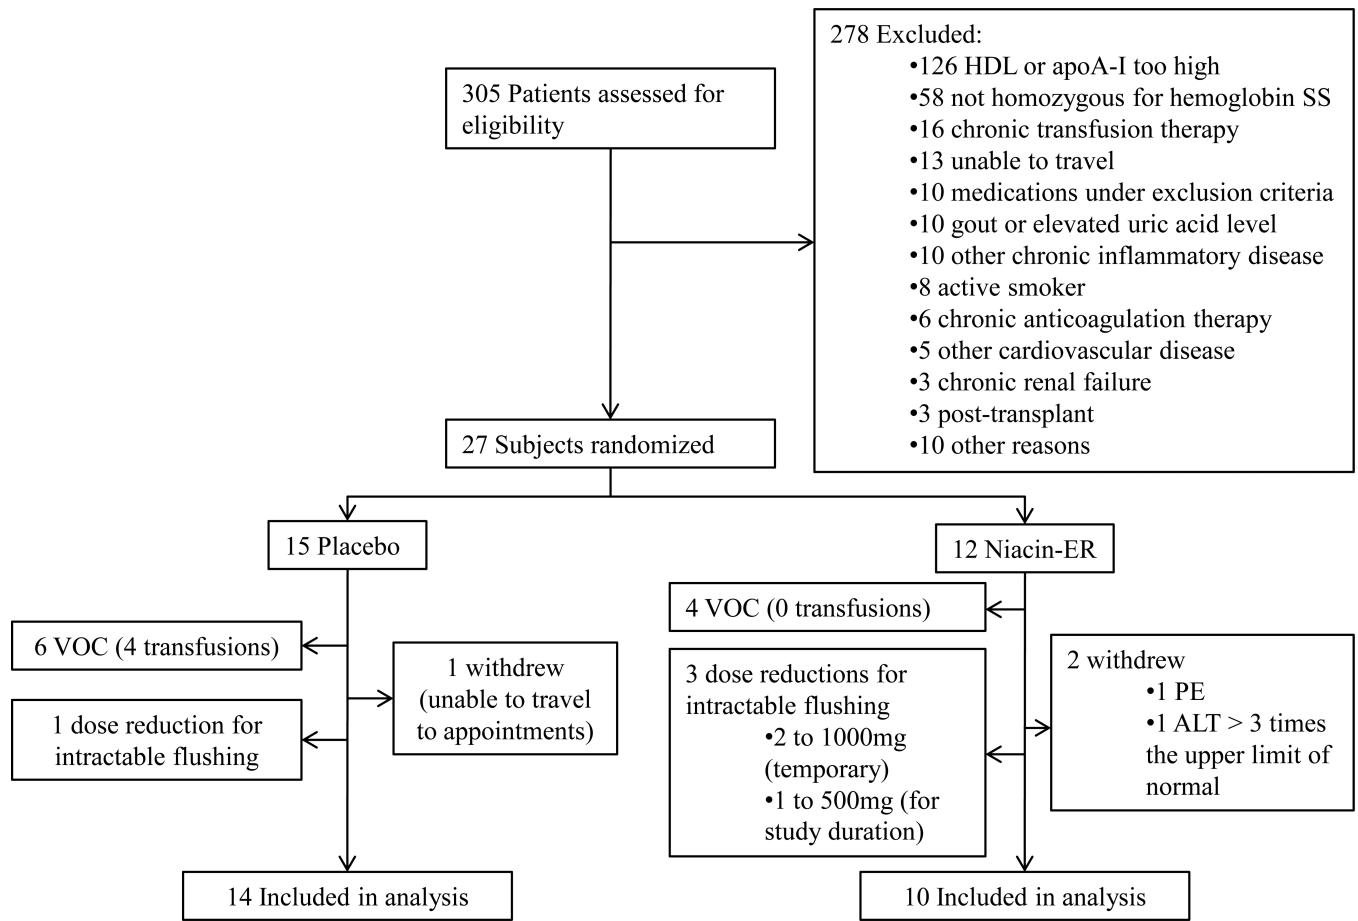 305 Patients assessed for
eligibility
278 Excluded:
•126 HDL or apoA-I too high
•58 not homozygous for hemoglobin SS
•16 chronic transfusion therapy
•13 unable to travel
•10 medications under exclusion criteria
•10 gout or elevated uric acid level
•10 other chronic inflammatory disease
•8 active smoker
•6 chronic anticoagulation therapy
•5 other cardiovascular disease
•3 chronic renal failure
•3 post-transplant
•10 other reasons
27 Subjects randomized
15 Placebo
6 VOC (4 transfusions)
1 withdrew
(unable to travel
to appointments)
1 dose reduction for
intractable flushing
14 Included in analysis
12 Niacin-ER
4 VOC (0 transfusions)
3 dose reductions for
intractable flushing
•2 to 1000mg
(temporary)
•1 to 500mg (for
study duration)
2 withdrew
•1 PE
•1 ALT > 3 times
the upper limit of
normal
10 Included in analysis